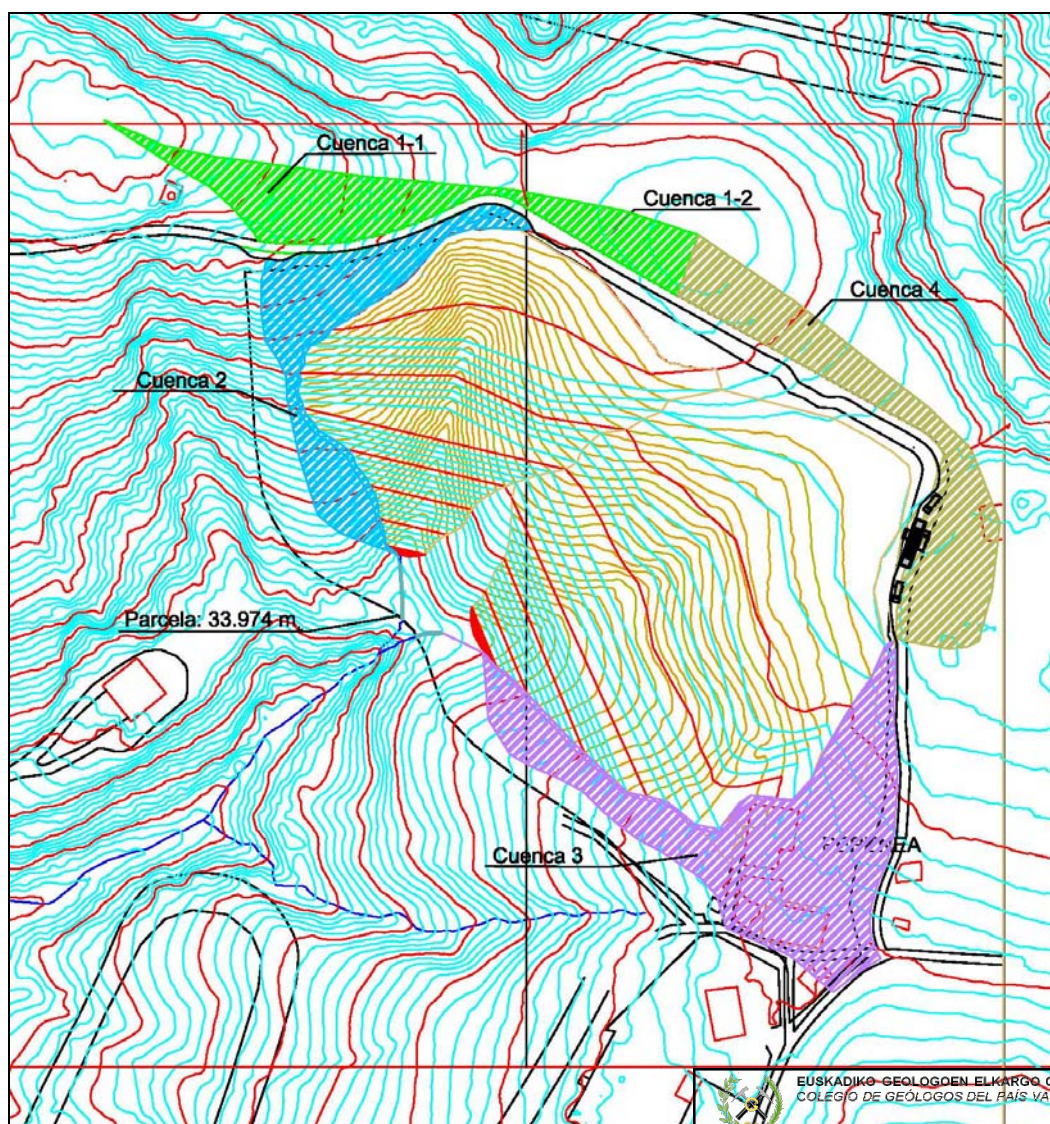 Cuenca 1-1
Cuenca 1-2
Cuenca 4
Cuenca 2
Parcela: 33.974 m
Cuenca 3
EUSKADIKO GEOLOGOEN ELKARGO
COLEGIO DE GEÓLOGOS DEL PAÍS VA